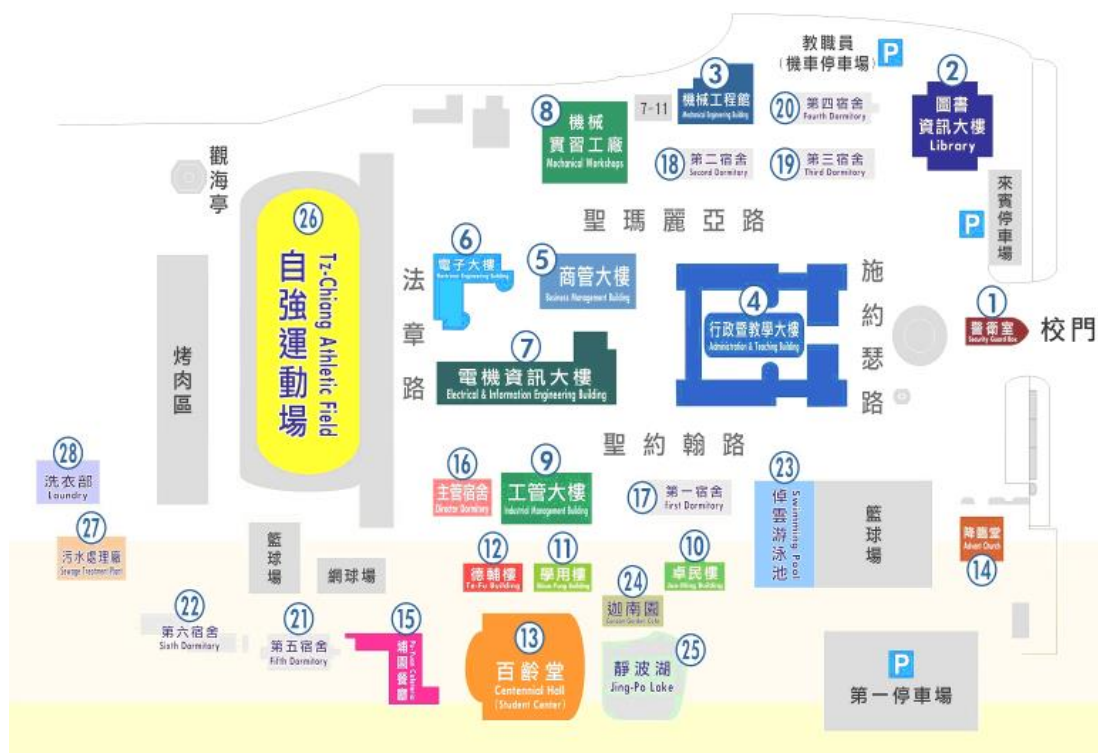 教職員
(機車停車場)
P
2
圖書
資訊大樓
Library
3
機械工程館
Mechanical Engineering Building
7-11
8
機械
實習工廠
Mechanical Workshops
20
第四宿舍
Fourth Dormitory
18
第二宿舍
Second Dormitory
19
第三宿舍
Third Dormitory
觀海亭
26
自強運動場
Tz-Chiang Athletic Field
聖瑪麗亞路
P
來賓停車場
法章路
6
電子大樓
5
商管大樓
Business Management Building
4
行政暨教學大樓
Administration & Teaching Building
施約瑟路
1
警衛室
Security Guard Box
校門
烤肉區
7
電機資訊大樓
Electrical & Information Engineering Building
聖約翰路
28
洗衣部
Laundry
16
主管宿舍
Director Dormitory
9
工管大樓
Industrial Management Building
17
第一宿舍
First Dormitory
23
倬雲游泳池
Swimming Pool
籃球場
27
污水處理廠
Sewage Treatment Plant
籃球場
網球場
12
德輔樓
Te-Fu Building
11
學用樓
10
卓民樓
降臨堂
Advent Church
14
24
迦南園
22
第六宿舍
Sixth Dormitory
21
第五宿舍
Fifth Dormitory
15
埔園餐廳
13
百齡堂
Centennial Hall
(Student Center)
靜波湖
Jing-Po Lake
25
P
第一停車場